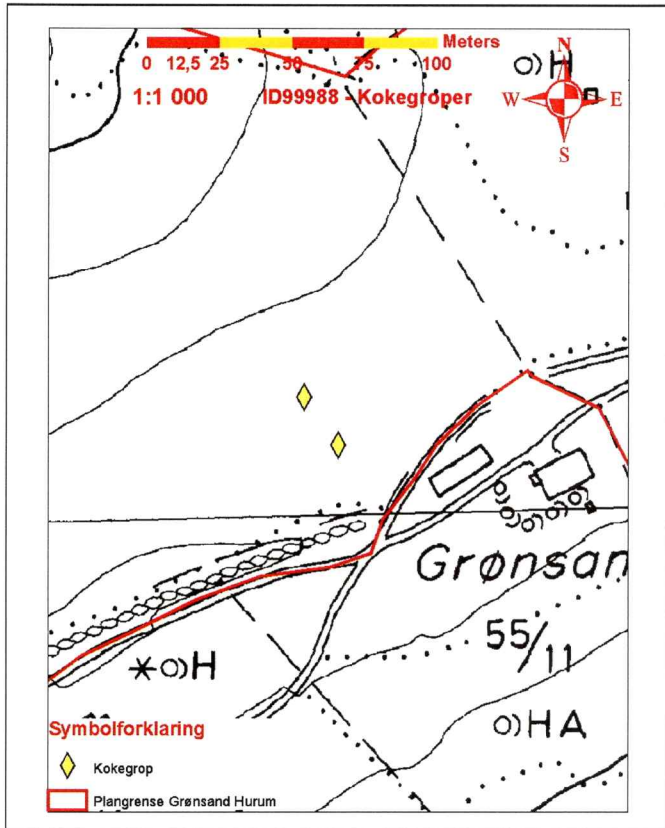 Meters
0 12,5 25 50 75 100
1:1 000 ID99988 - Kokegroper
H
N
W E
S
Grønsan
55/11
H
HA
Symbolforklaring
Kokegrop
Plangrense Grønsand Hurum